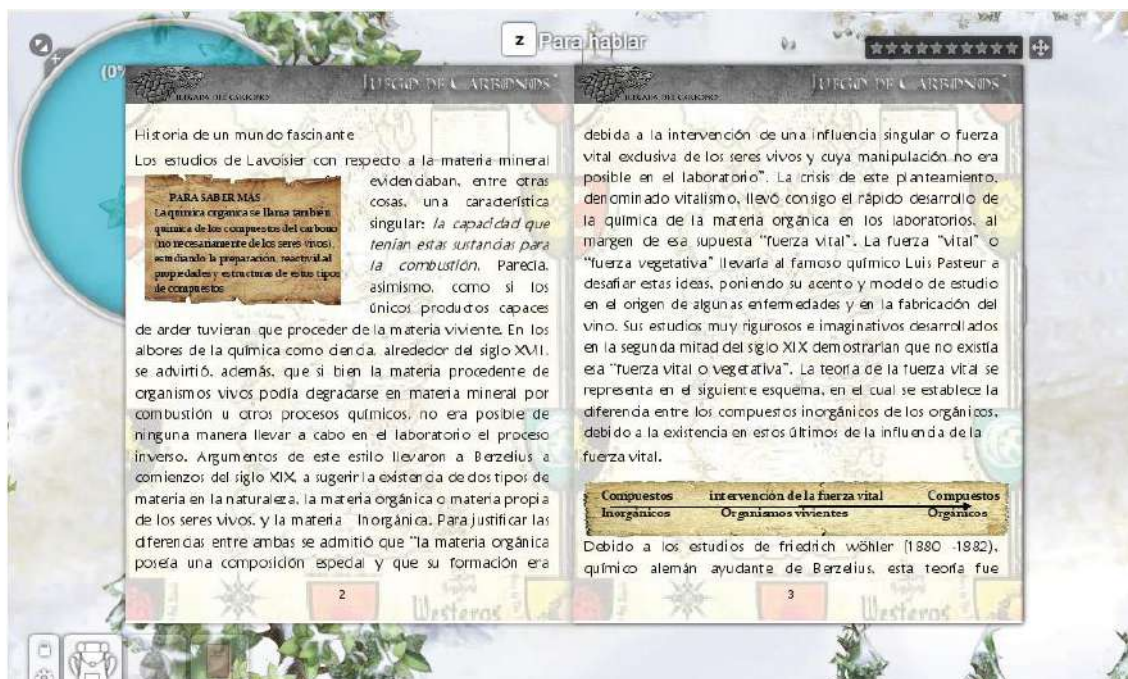 z Para hablar
(0%
LLEGADA DEL CARBONO
JUEGO DE CARBONOS
Historia de un mundo fascinante
Los estudios de Lavoisier con respecto a la materia mineral
evidenciaban, entre otras
cosas, una característica
singular: la capacidad que
tenían estas sustancias para
la combustión. Parecía,
asimismo, como si los
únicos productos capaces
PARA SABER MAS
La química orgánica se llama también
química de los compuestos del carbono
(no necesariamente de los seres vivos),
estudiando la preparación, reactividad
propiedades y estructuras de estos tipos
de compuestos
de arder tuvieran que proceder de la materia viviente. En los
albores de la química como ciencia, alrededor del siglo XVII,
se advirtió, además, que si bien la materia procedente de
organismos vivos podía degradarse en materia mineral por
combustión u otros procesos químicos, no era posible de
ninguna manera llevar a cabo en el laboratorio el proceso
inverso. Argumentos de este estilo llevaron a Berzelius a
comienzos del siglo XIX, a sugerir la existencia de dos tipos de
materia en la naturaleza, la materia orgánica o materia propia
de los seres vivos, y la materia Inorgánica. Para justificar las
diferencias entre ambas se admitió que "la materia orgánica
poseía una composición especial y que su formación era
2
Westeros
LLEGADA DEL CARBONO
JUEGO DE CARBONOS
debida a la intervención de una influencia singular o fuerza
vital exclusiva de los seres vivos y cuya manipulación no era
posible en el laboratorio". La crisis de este planteamiento,
denominado vitalismo, llevó consigo el rápido desarrollo de
la química de la materia orgánica en los laboratorios, al
margen de esa supuesta "fuerza vital". La fuerza "vital" o
"fuerza vegetativa" llevaría al famoso químico Luis Pasteur a
desafiar estas ideas, poniendo su acento y modelo de estudio
en el origen de algunas enfermedades y en la fabricación del
vino. Sus estudios muy rigurosos e imaginativos desarrollados
en la segunda mitad del siglo XIX demostrarían que no existía
esa "fuerza vital o vegetativa". La teoría de la fuerza vital se
representa en el siguiente esquema, en el cual se establece la
diferencia entre los compuestos inorgánicos de los orgánicos,
debido a la existencia en estos últimos de la influencia de la
fuerza vital.
Compuestos intervención de la fuerza vital Compuestos
Inorgánicos Organismos vivientes Orgánicos
Debido a los estudios de friedrich wöhler (1880 -1882),
químico alemán ayudante de Berzelius, esta teoría fue
3
Westeros